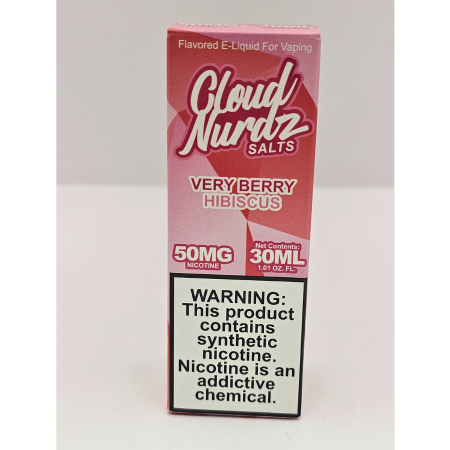 Flavored E-Liquid For Vaping
Cloud
Nurdz
SALTS
VERY BERRY
HIBISCUS
50MG
NICOTINE
Net Contents:
30ML
1.01 OZ. FL.
WARNING:
This product
contains
synthetic
nicotine.
Nicotine is an
addictive
chemical.